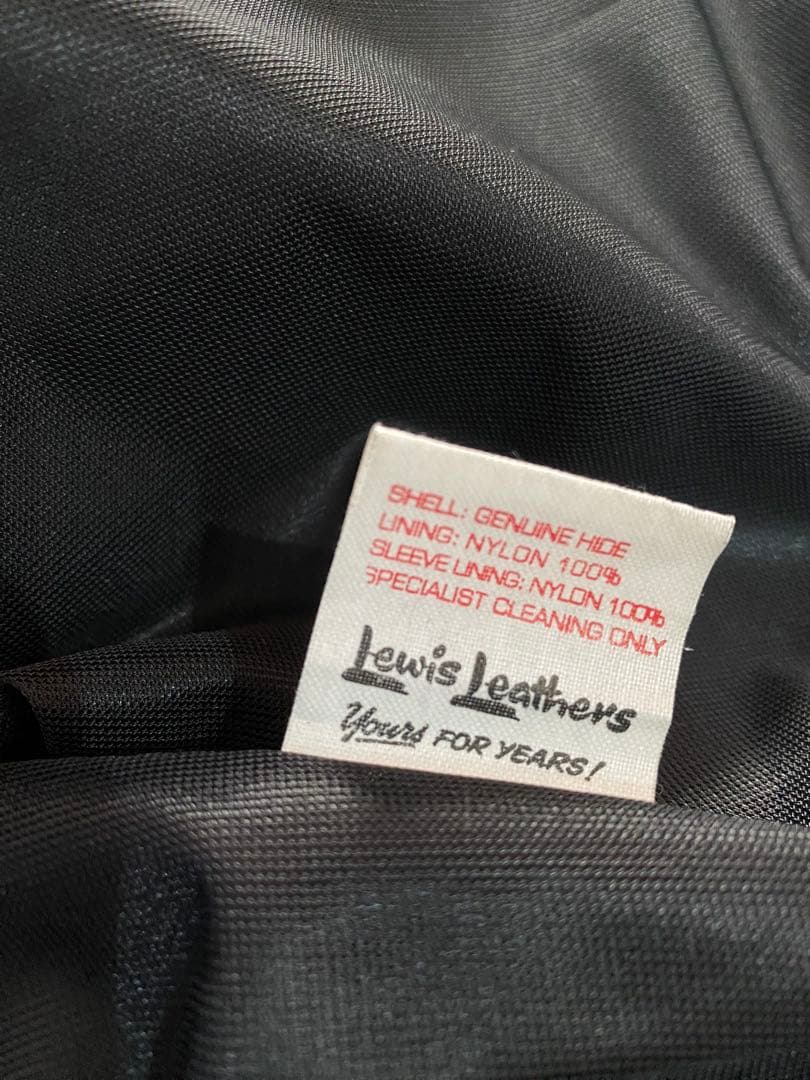 SHELL: GENUINE HIDE
LINING: NYLON 100%
SLEEVE LINING: NYLON 100%
SPECIALIST CLEANING ONLY
Lewis Leathers
Yours FOR YEARS!